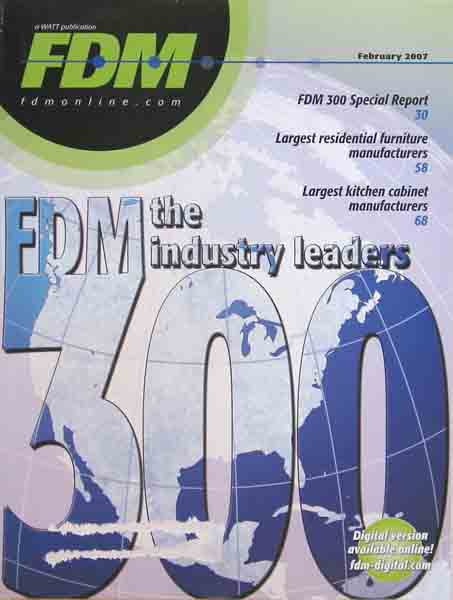 a WATT publication
FDM
fdmonline.com
February 2007
FDM 300 Special Report
30
Largest residential furniture
manufacturers
58
Largest kitchen cabinet
manufacturers
68
FDM the
industry leaders
300
Digital version
available online!
fdm-digital.com